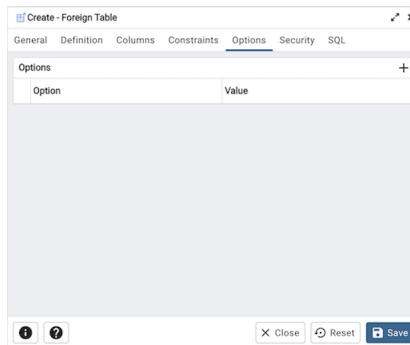 Create - Foreign Table
General Definition Columns Constraints Options Security SQL
Options
Option Value
Close Reset Save